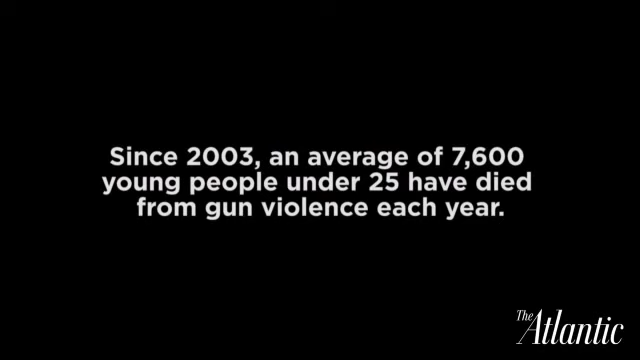 Since 2003, an average of 7,600
young people under 25 have died
from gun violence each year.
The
Atlantic